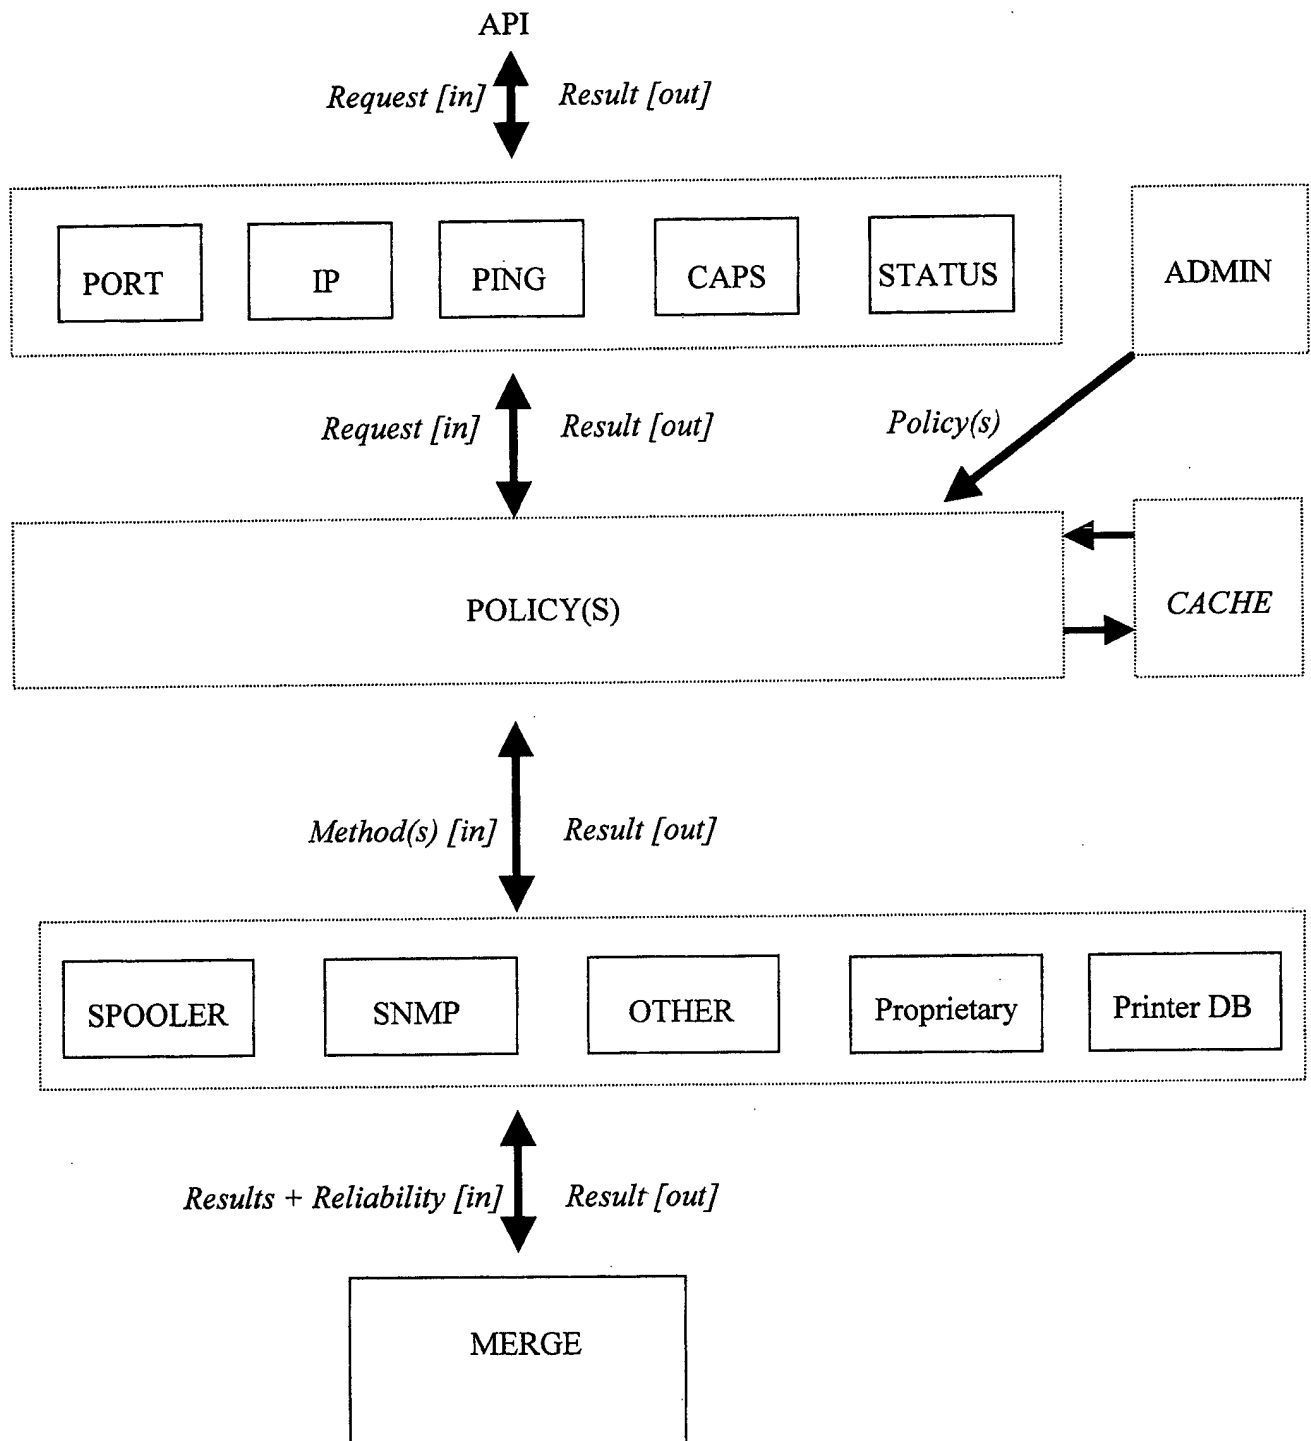 API
Request [in] Result [out]
PORT IP PING CAPS STATUS ADMIN
Request [in] Result [out] Policy(s)
POLICY(S) CACHE
Method(s) [in] Result [out]
SPOOLER SNMP OTHER Proprietary Printer DB
Results + Reliability [in] Result [out]
MERGE